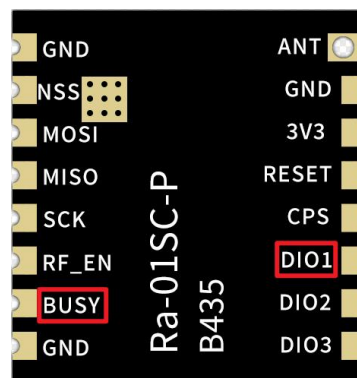 GND
NSS
MOSI
MISO
SCK
RF_EN
BUSY
GND
Ra-01SC-P
B435
ANT
GND
3V3
RESET
CPS
DIO1
DIO2
DIO3